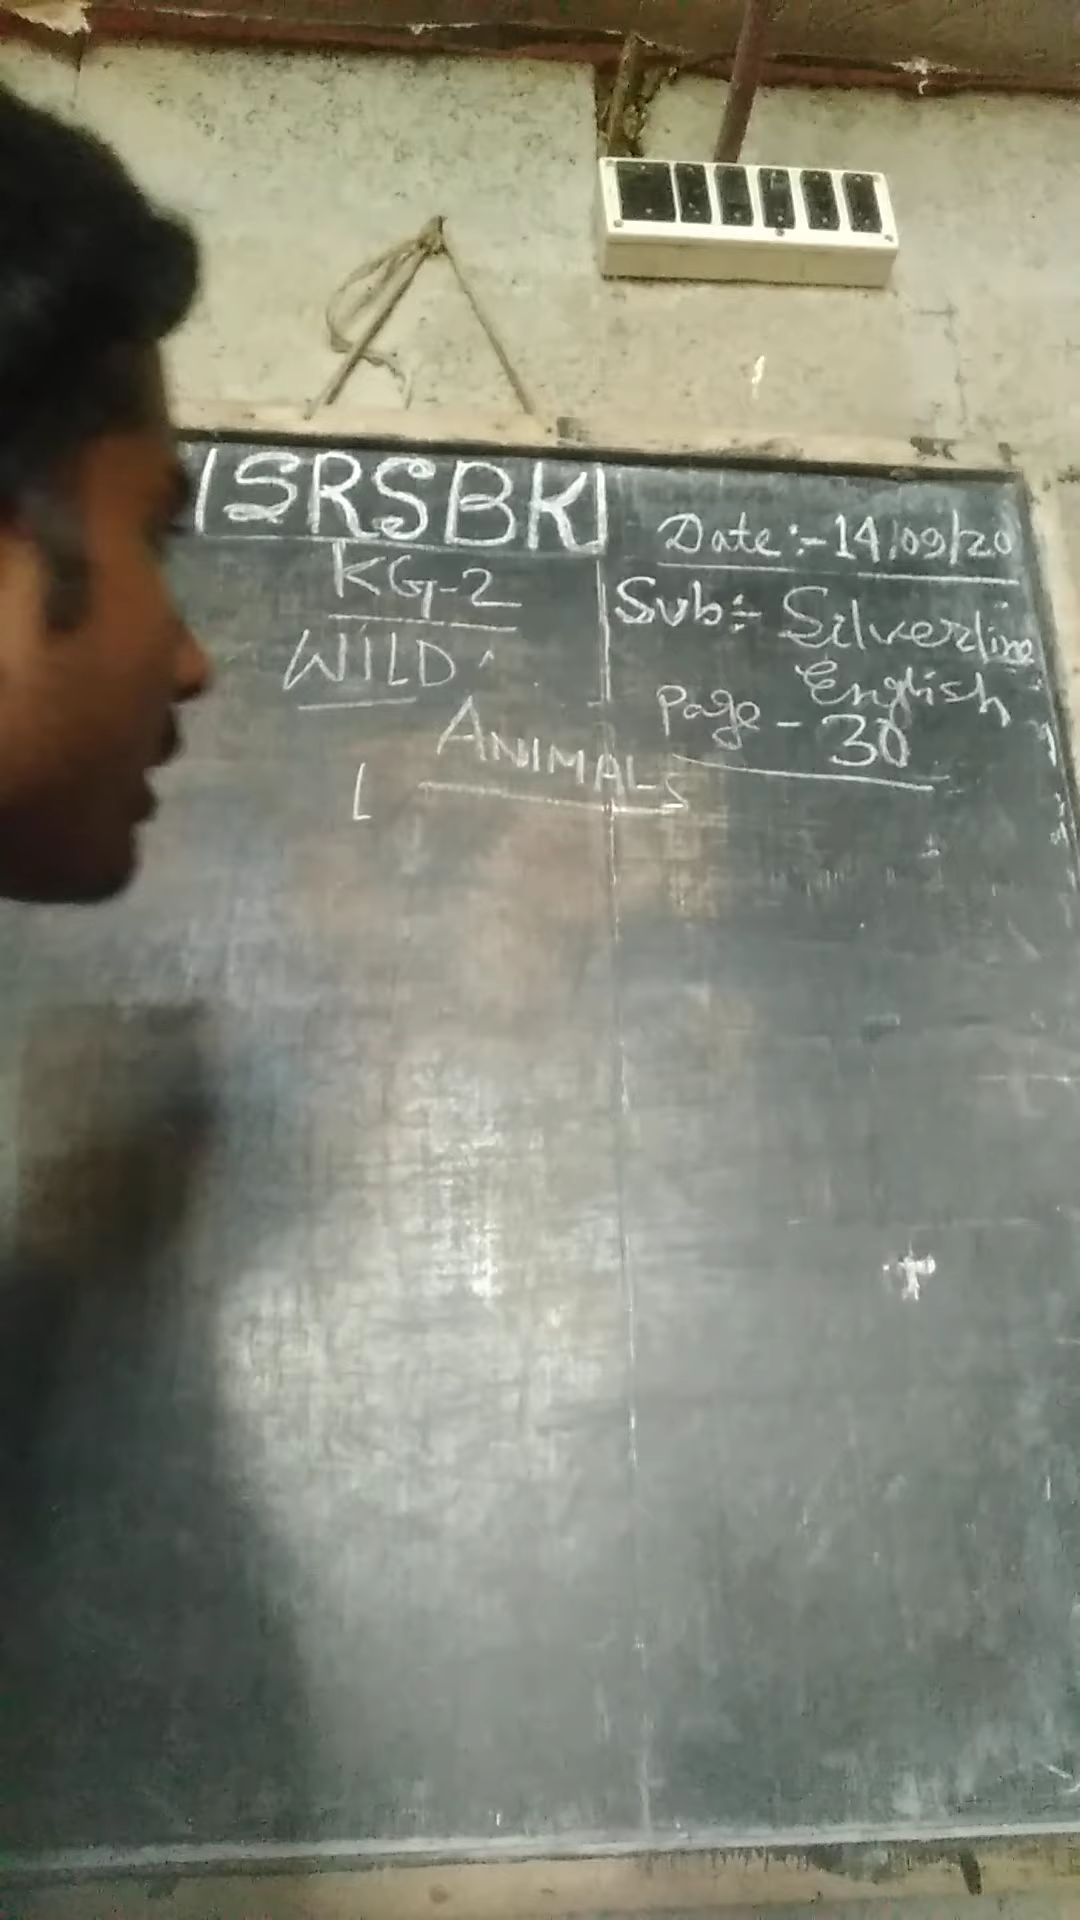 SRSBK
KG-2
WILD
ANIMALS
L
Date:-14/09/20
Sub:- Silverline
English
Page - 30